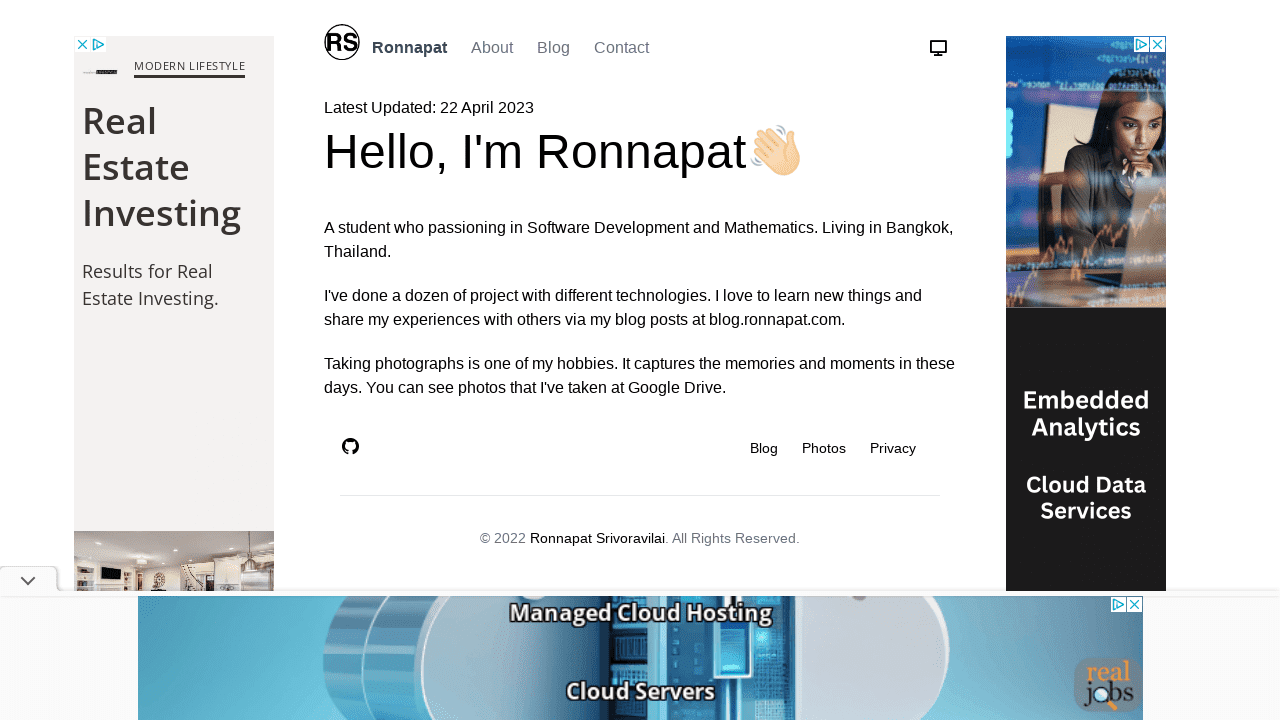 RS
Ronnapat
About
Blog
Contact
Latest Updated: 22 April 2023
Hello, I'm Ronnapat
A student who passioning in Software Development and Mathematics. Living in Bangkok,
Thailand.
I've done a dozen of project with different technologies. I love to learn new things and
share my experiences with others via my blog posts at blog.ronnapat.com.
Taking photographs is one of my hobbies. It captures the memories and moments in these
days. You can see photos that I've taken at Google Drive.
Blog
Photos
Privacy
© 2022 Ronnapat Srivoravilai. All Rights Reserved.
MODERN LIFESTYLE
Real
Estate
Investing
Results for Real
Estate Investing.
Embedded
Analytics
Cloud Data
Services
Managed Cloud Hosting
Cloud Servers
real
jobs